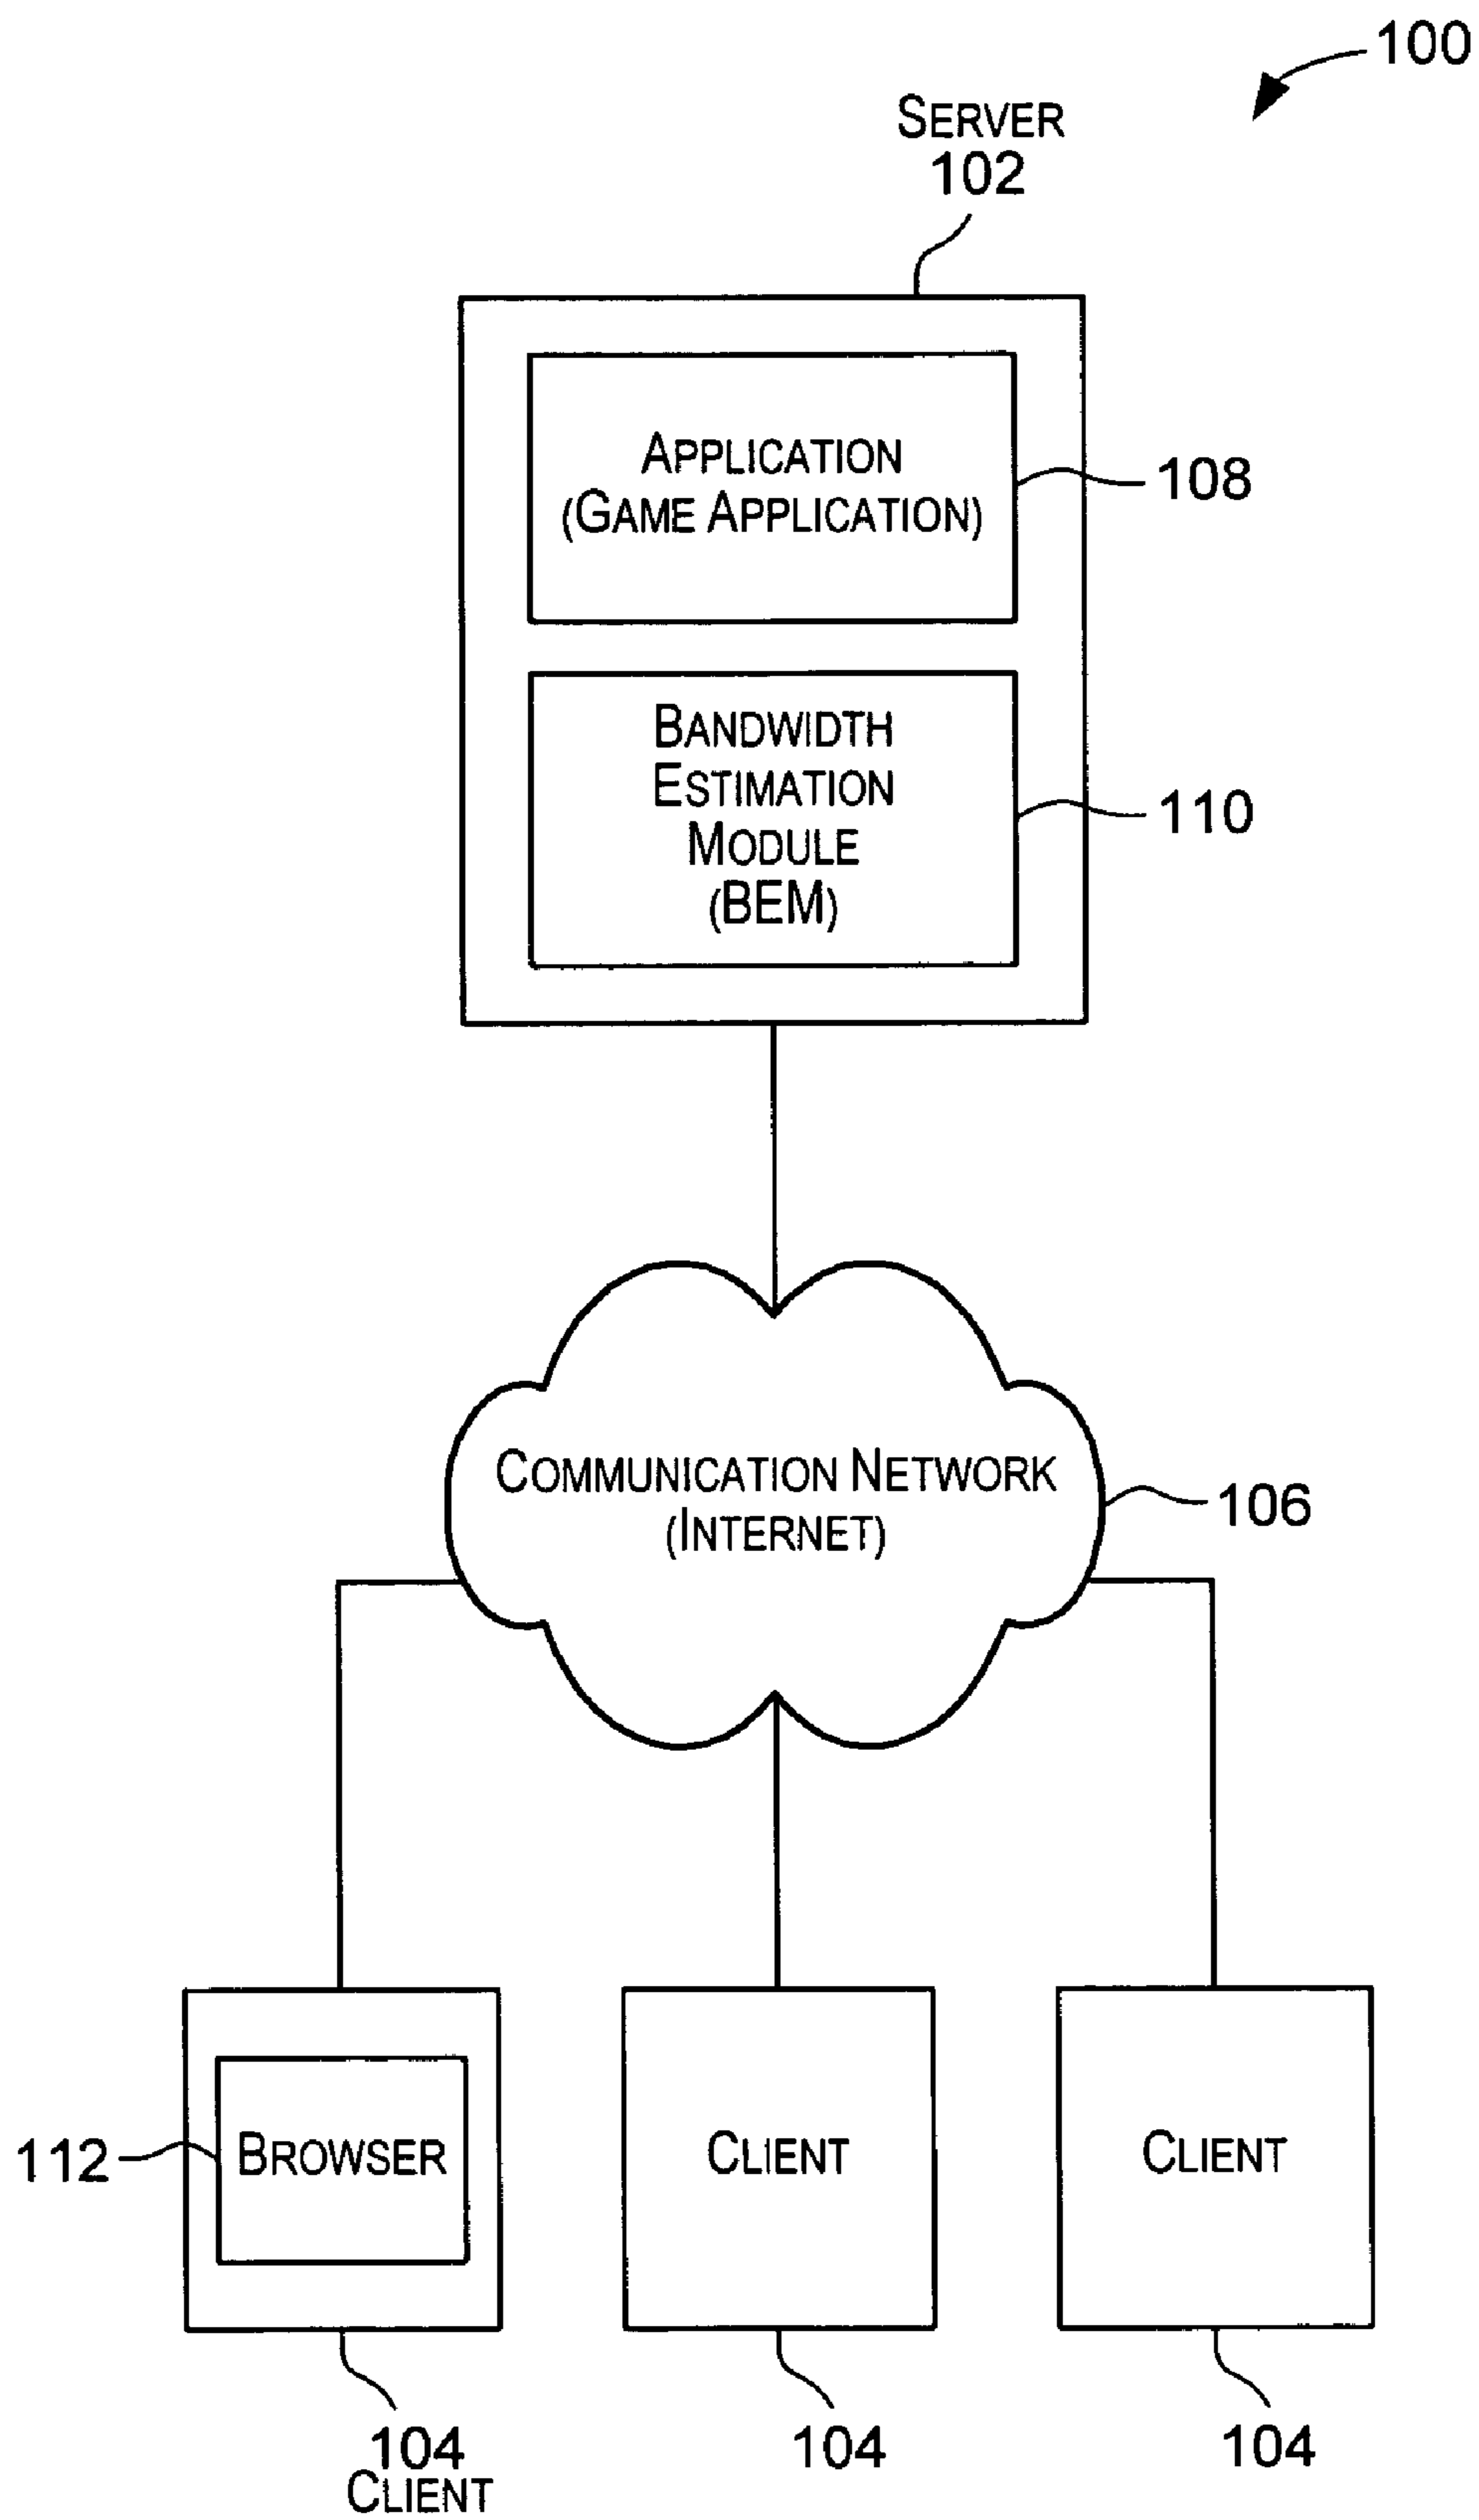 100
SERVER
102
APPLICATION
(GAME APPLICATION)
108
BANDWIDTH
ESTIMATION
MODULE
(BEM)
110
COMMUNICATION NETWORK
(INTERNET)
106
112
BROWSER
CLIENT
CLIENT
104
CLIENT
104
104